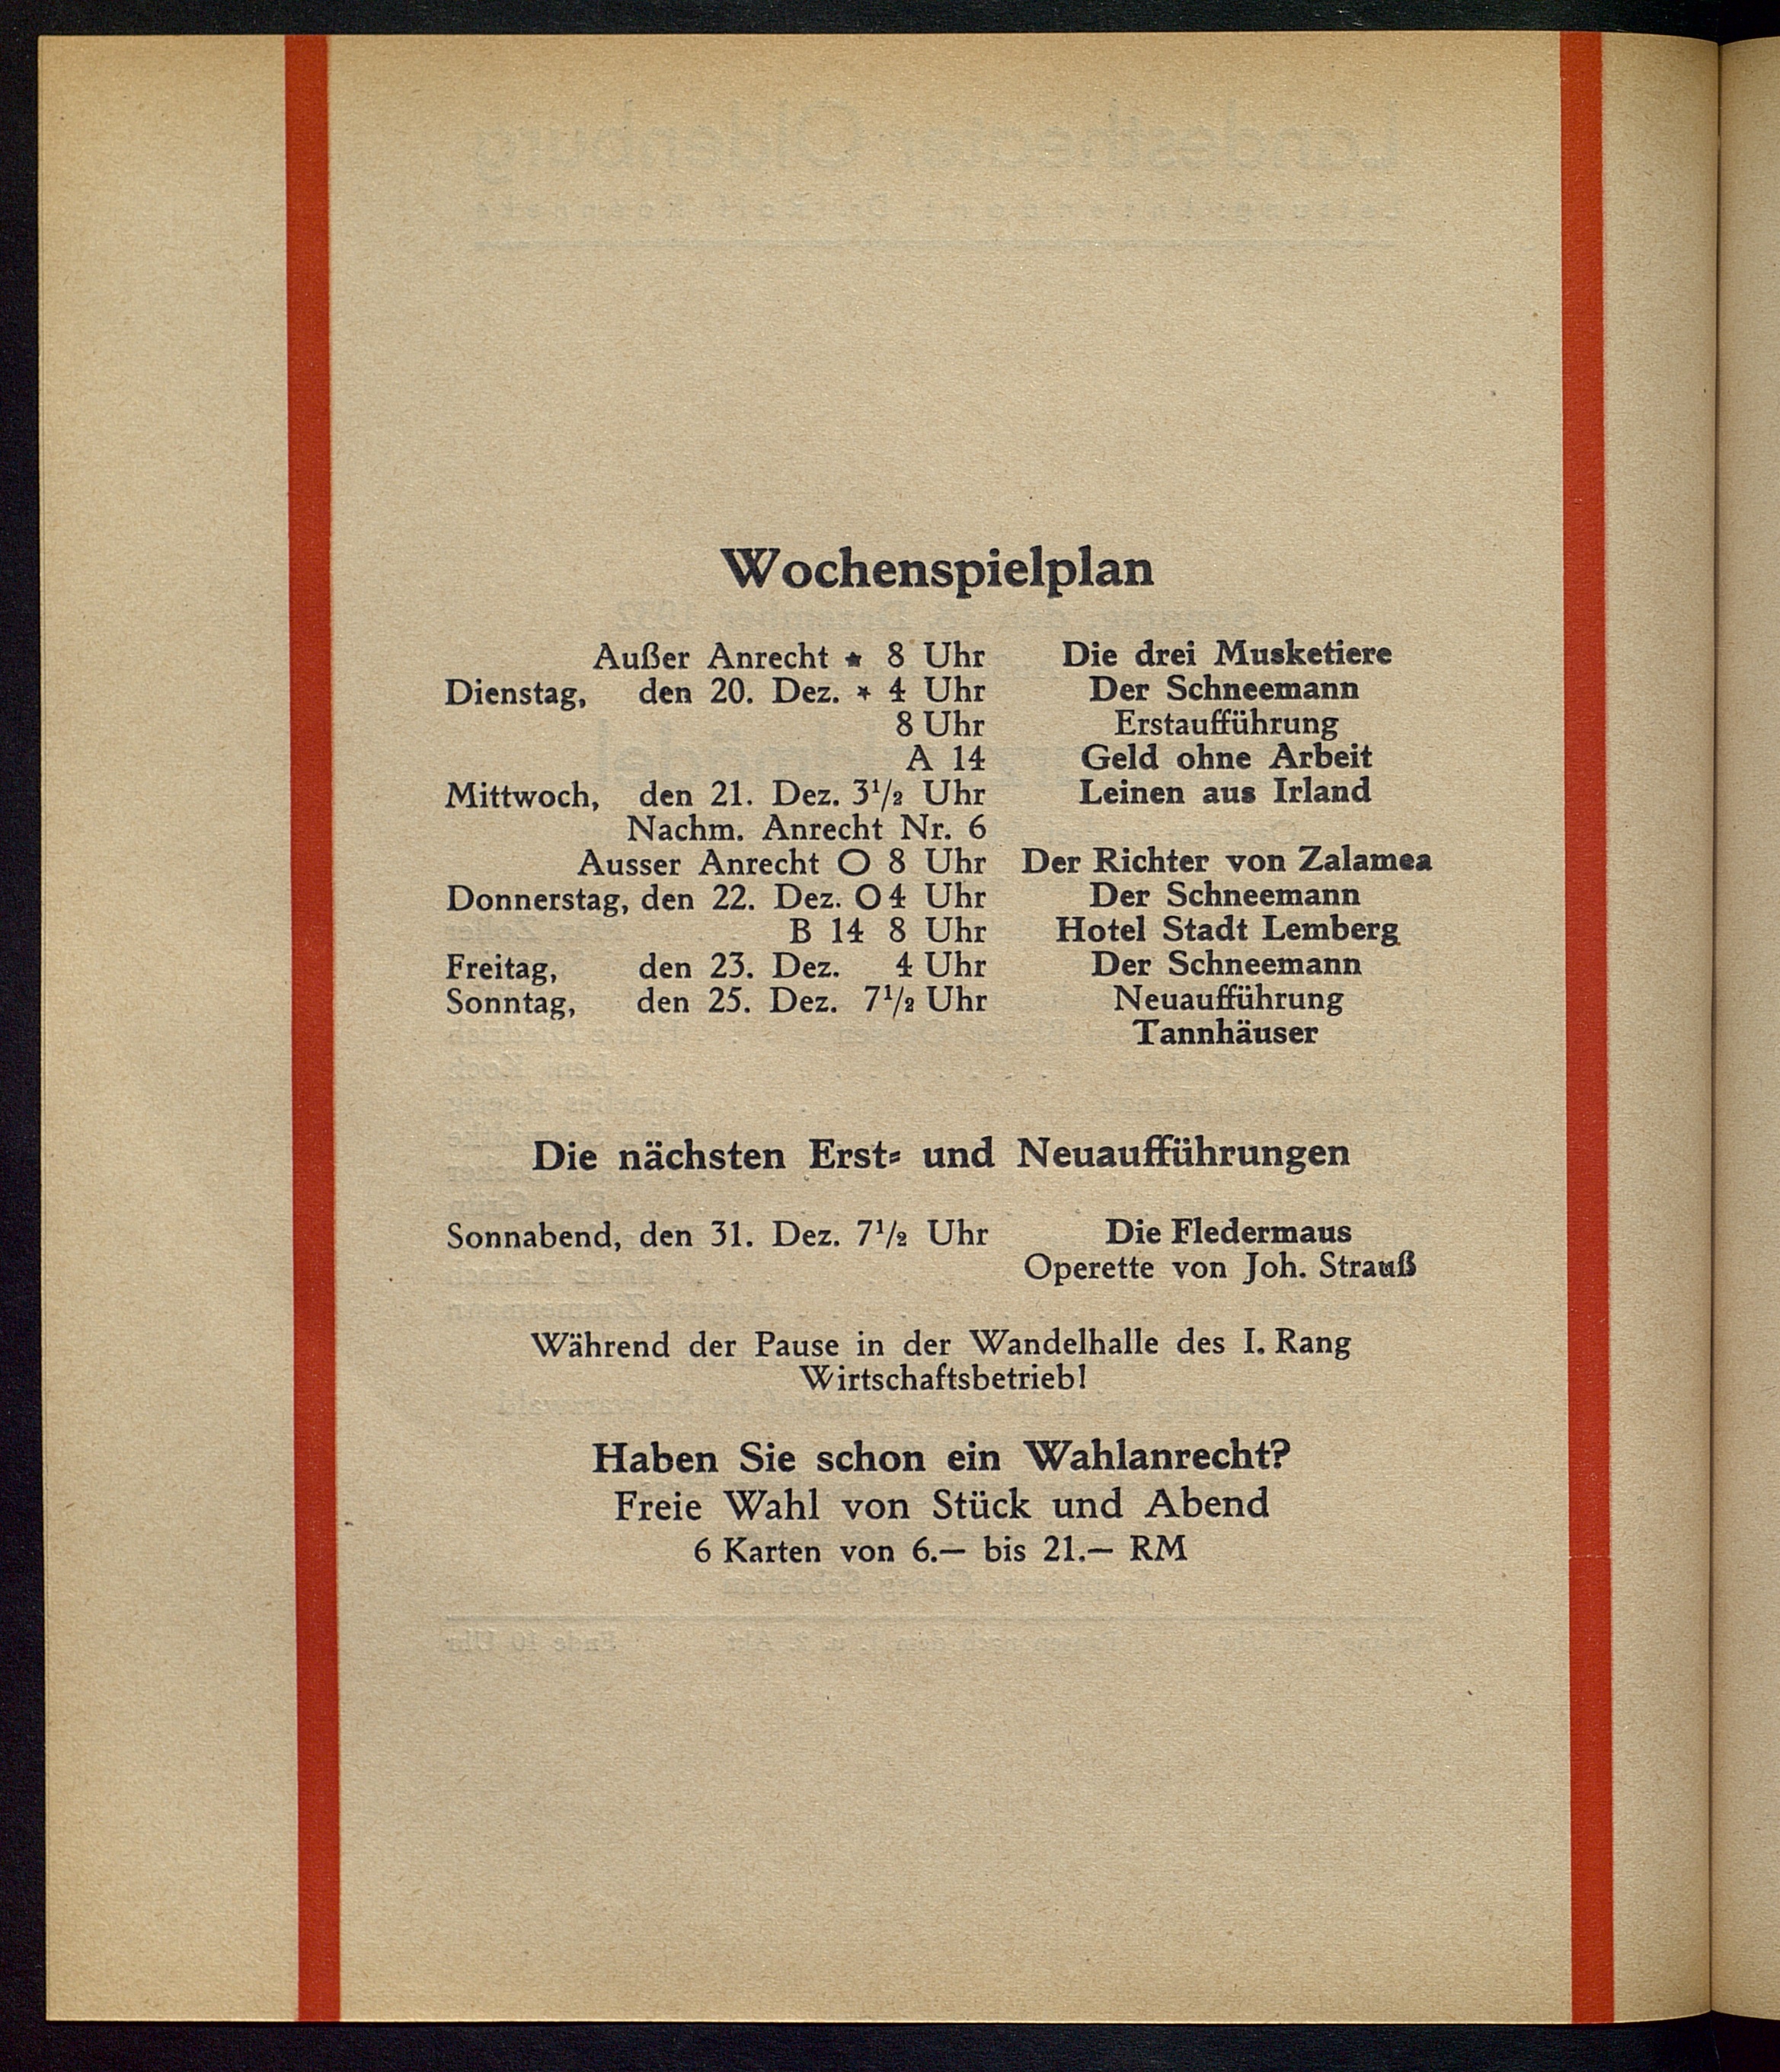 Wochenspielplan
Außer Anrecht * 8 Uhr Die drei Musketiere
Dienstag, den 20. Dez. * 4 Uhr Der Schneemann
8 Uhr Erstaufführung
A 14 Geld ohne Arbeit
Mittwoch, den 21. Dez. 3½ Uhr Leinen aus Irland
Nachm. Anrecht Nr. 6
Ausser Anrecht O 8 Uhr Der Richter von Zalamea
Donnerstag, den 22. Dez. O 4 Uhr Der Schneemann
B 14 8 Uhr Hotel Stadt Lemberg
Freitag, den 23. Dez. 4 Uhr Der Schneemann
Sonntag, den 25. Dez. 7½ Uhr Neuaufführung
Tannhäuser
Die nächsten Erst- und Neuaufführungen
Sonnabend, den 31. Dez. 7½ Uhr Die Fledermaus
Operette von Joh. Strauß
Während der Pause in der Wandelhalle des I. Rang
Wirtschaftsbetrieb!
Haben Sie schon ein Wahlanrecht?
Freie Wahl von Stück und Abend
6 Karten von 6.— bis 21.— RM